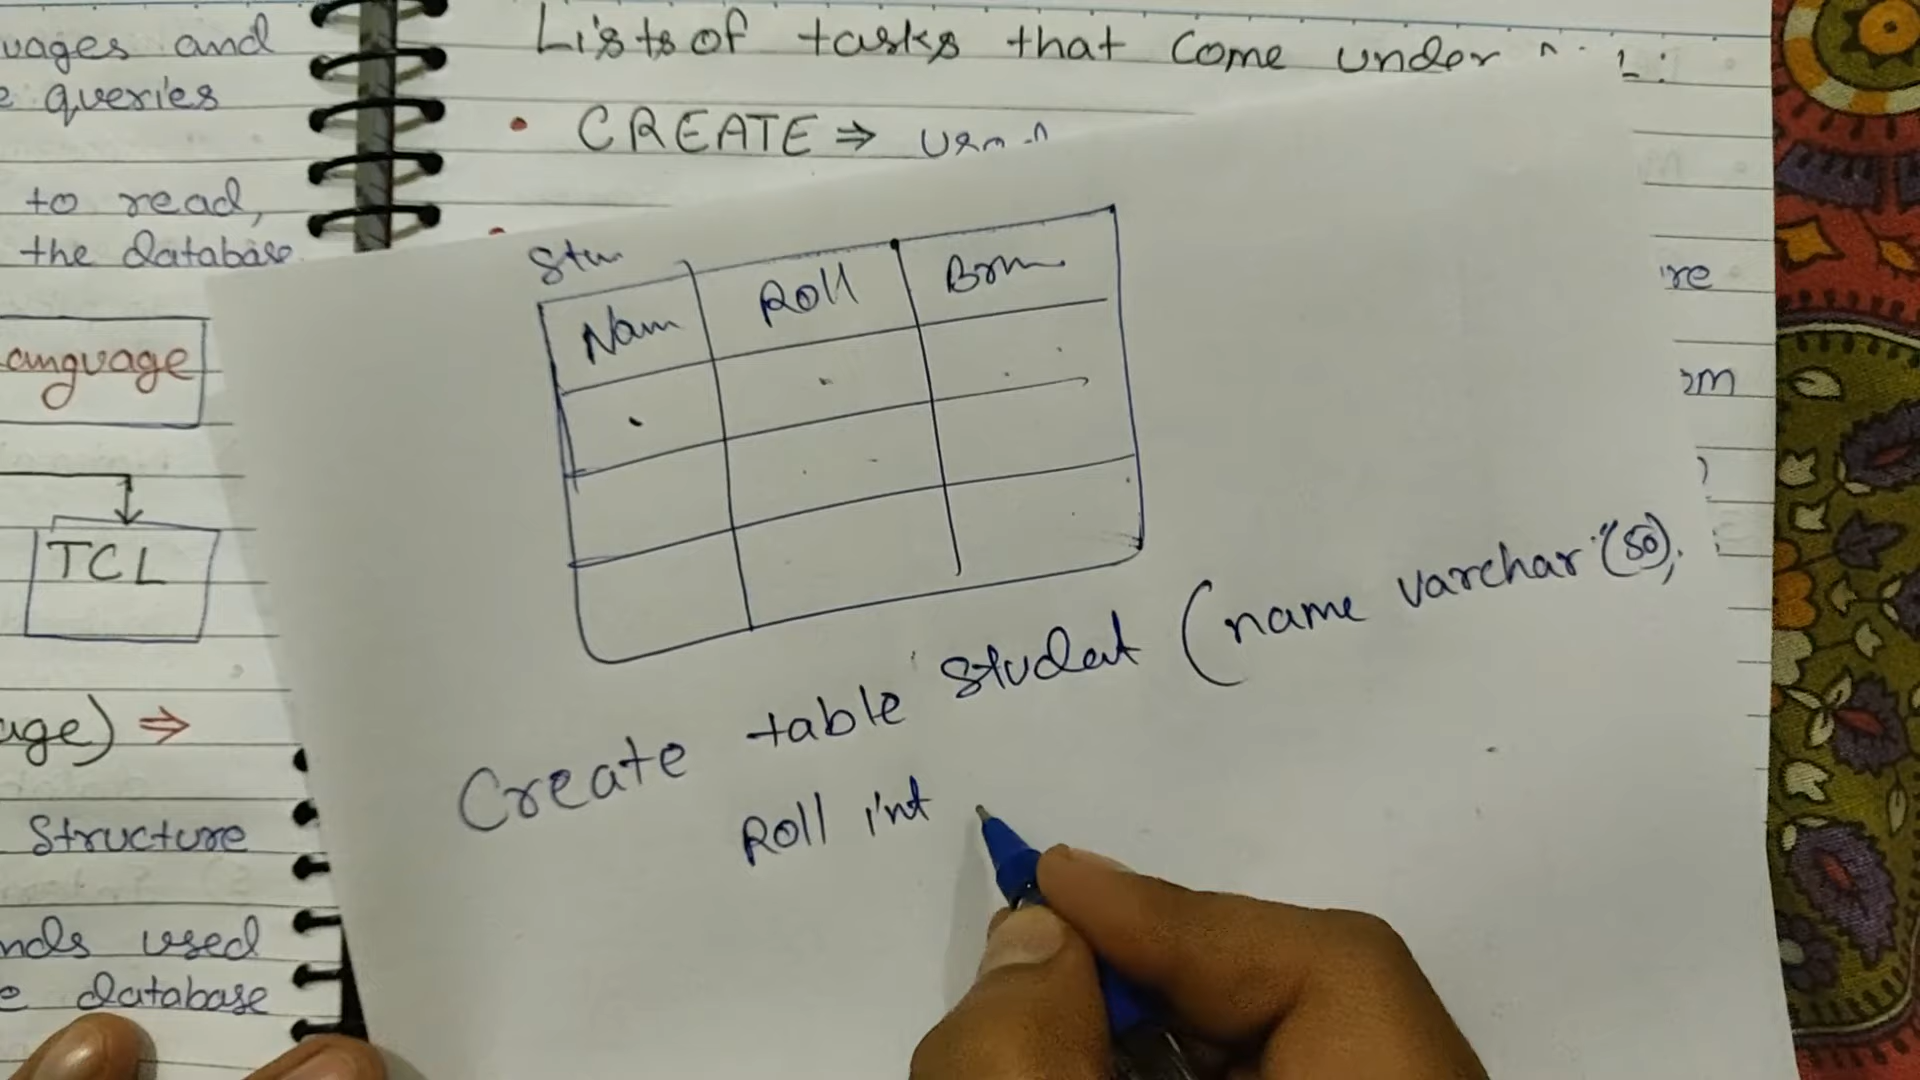 uages and
queries
to read,
the database
anguage
TCL
age) ⇒
Structure
nds used
database
Lists of tasks that come under
• CREATE ⇒
re
Stu
Nam Roll Brn
Create table Student (name varchar (50),
Roll int